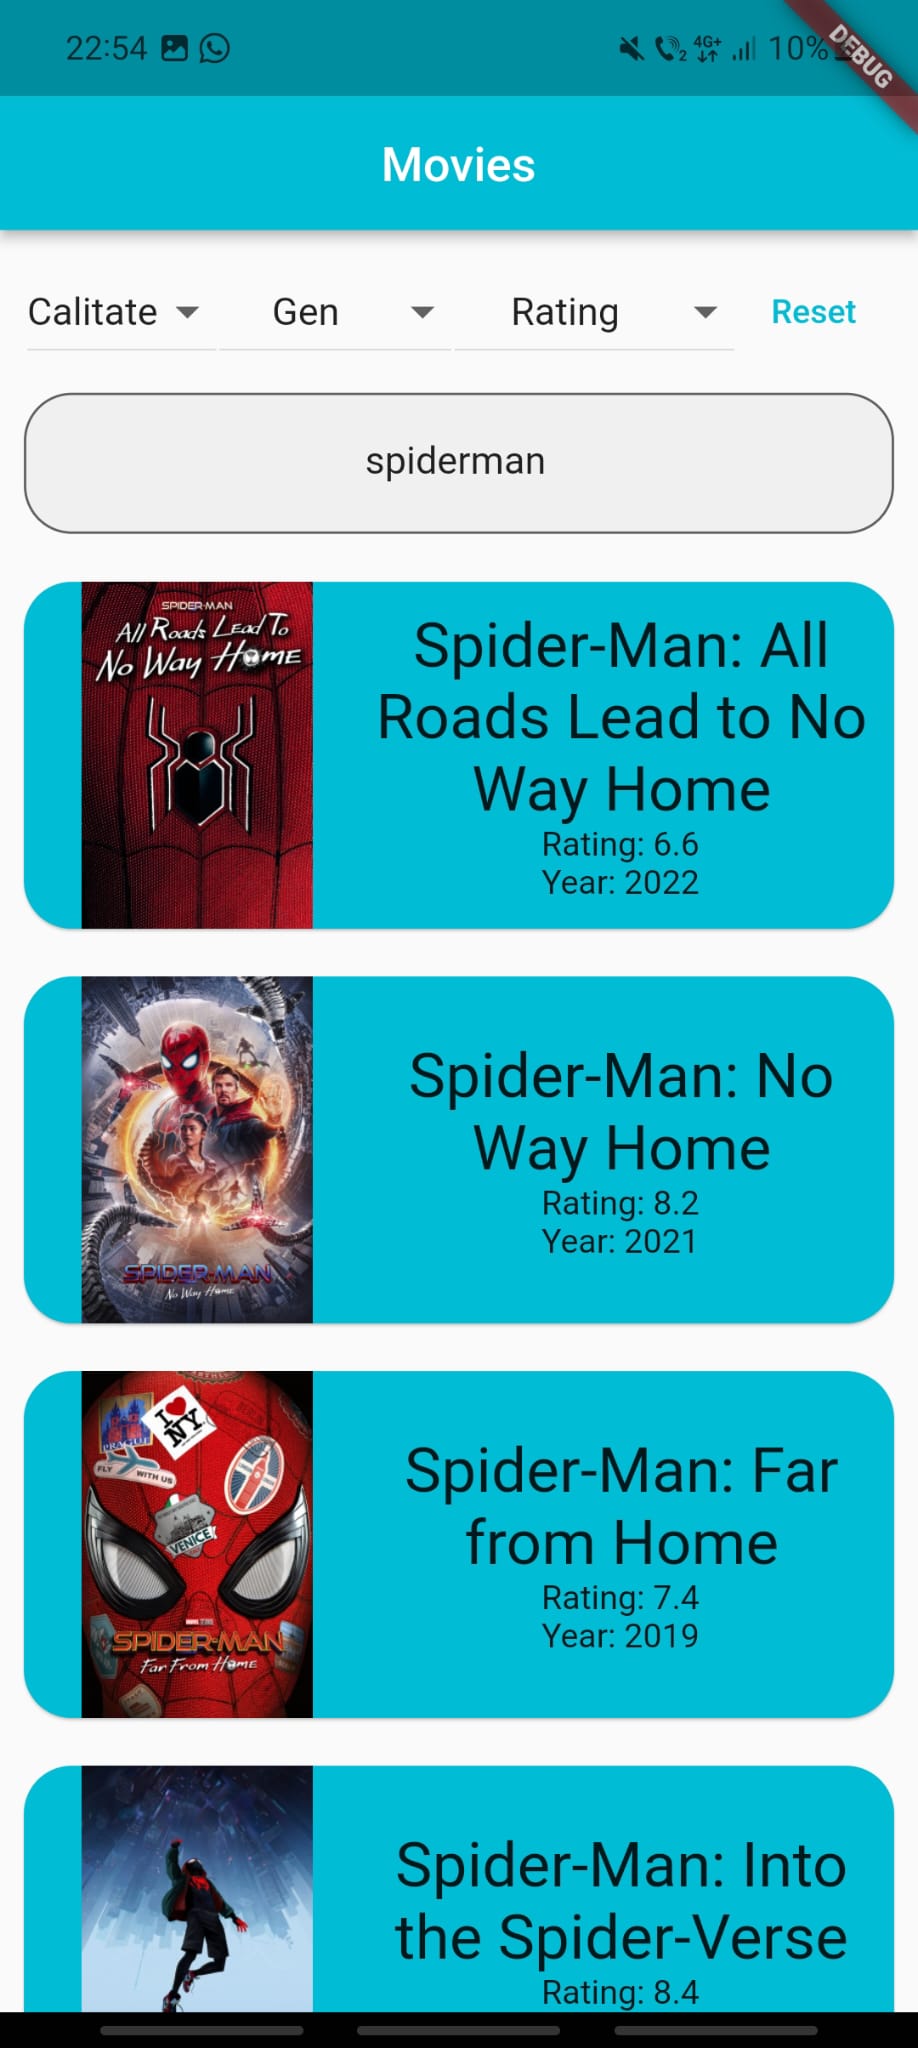 22:54
2 4G+ 10%
DEBUG
Movies
Calitate Gen Rating Reset
spiderman
SPIDER-MAN
All Roads Lead To
No Way Home
Spider-Man: All
Roads Lead to No
Way Home
Rating: 6.6
Year: 2022
SPIDER-MAN
No Way Home
Spider-Man: No
Way Home
Rating: 8.2
Year: 2021
PRAGUE
I
NY.
FLY WITH US
VENICE
SPIDER-MAN
Far From Home
Spider-Man: Far
from Home
Rating: 7.4
Year: 2019
Spider-Man: Into
the Spider-Verse
Rating: 8.4